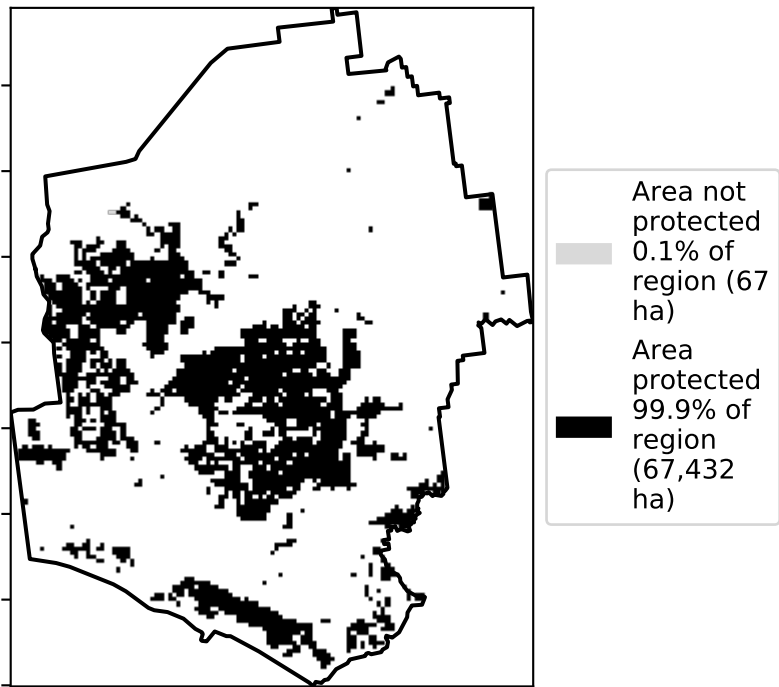 Area not
protected
0.1% of
region (67
ha)
Area
protected
99.9% of
region
(67,432
ha)